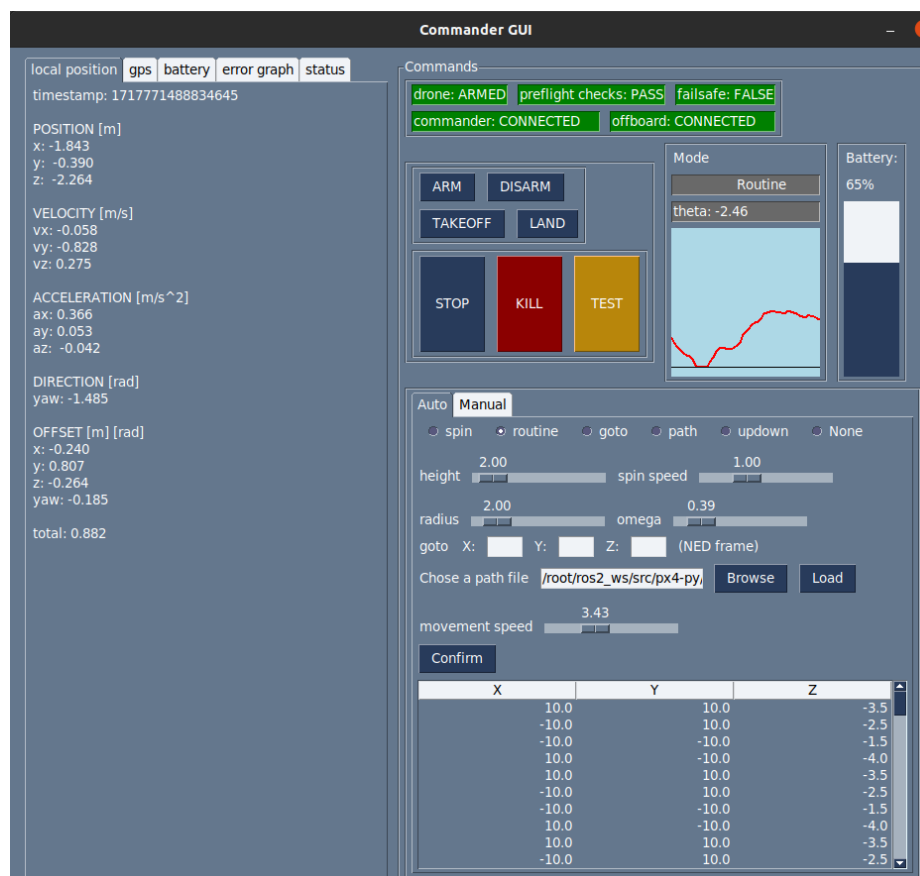 Commander GUI
local position gps battery error graph status
timestamp: 1717771488834645
POSITION [m]
x: -1.843
y: -0.390
z: -2.264
VELOCITY [m/s]
vx: -0.058
vy: -0.828
vz: 0.275
ACCELERATION [m/s^2]
ax: 0.366
ay: 0.053
az: -0.042
DIRECTION [rad]
yaw: -1.485
OFFSET [m] [rad]
x: -0.240
y: 0.807
z: -0.264
yaw: -0.185
total: 0.882
Commands
drone: ARMED preflight checks: PASS failsafe: FALSE
commander: CONNECTED offboard: CONNECTED
ARM DISARM
TAKEOFF LAND
STOP KILL TEST
Mode
Routine
theta: -2.46
Battery:
65%
Auto Manual
spin routine goto path updown None
2.00 1.00
height spin speed
2.00 0.39
radius omega
goto X: Y: Z: (NED frame)
Chose a path file /root/ros2_ws/src/px4-py/ Browse Load
3.43
movement speed
Confirm
X Y Z
10.0 10.0 -3.5
-10.0 10.0 -2.5
-10.0 -10.0 -1.5
10.0 -10.0 -4.0
10.0 10.0 -3.5
-10.0 10.0 -2.5
-10.0 -10.0 -1.5
10.0 -10.0 -4.0
10.0 10.0 -3.5
-10.0 10.0 -2.5